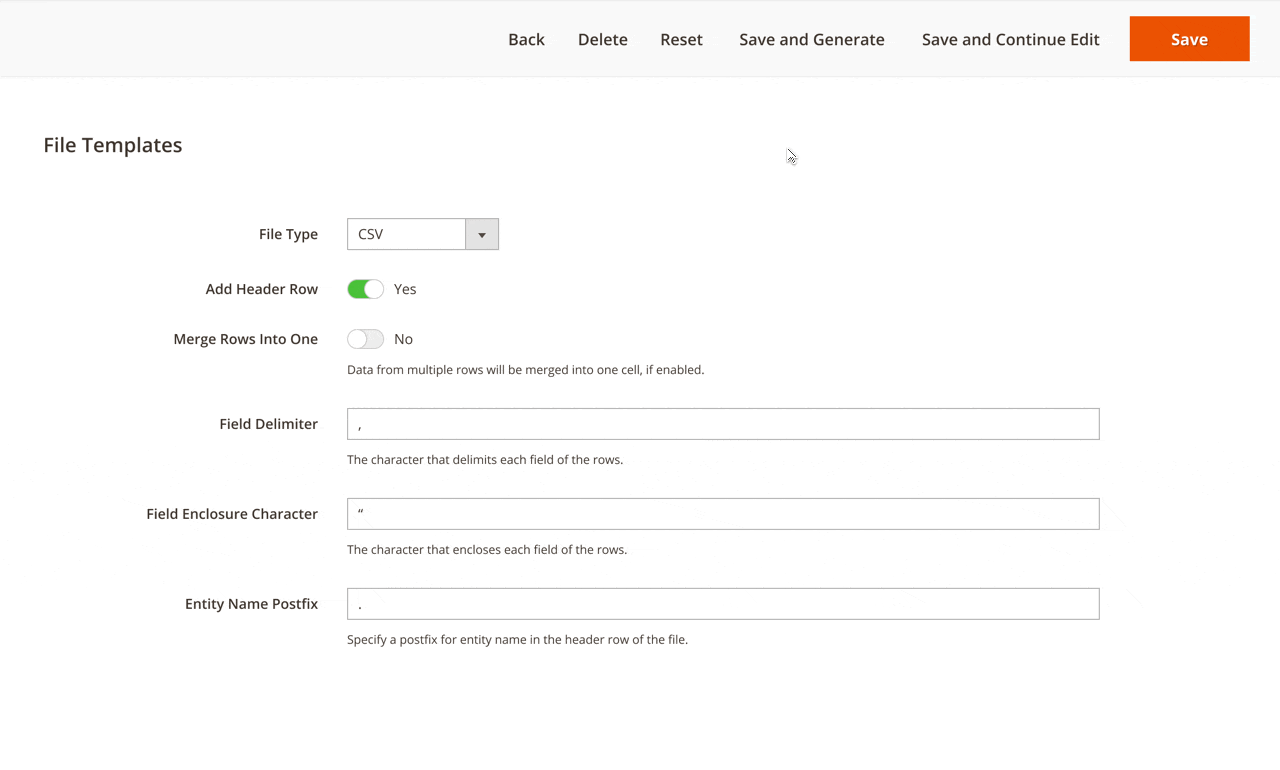 Back Delete Reset Save and Generate Save and Continue Edit Save
File Templates
File Type CSV
Add Header Row Yes
Merge Rows Into One No
Data from multiple rows will be merged into one cell, if enabled.
Field Delimiter ,
The character that delimits each field of the rows.
Field Enclosure Character “
The character that encloses each field of the rows.
Entity Name Postfix .
Specify a postfix for entity name in the header row of the file.